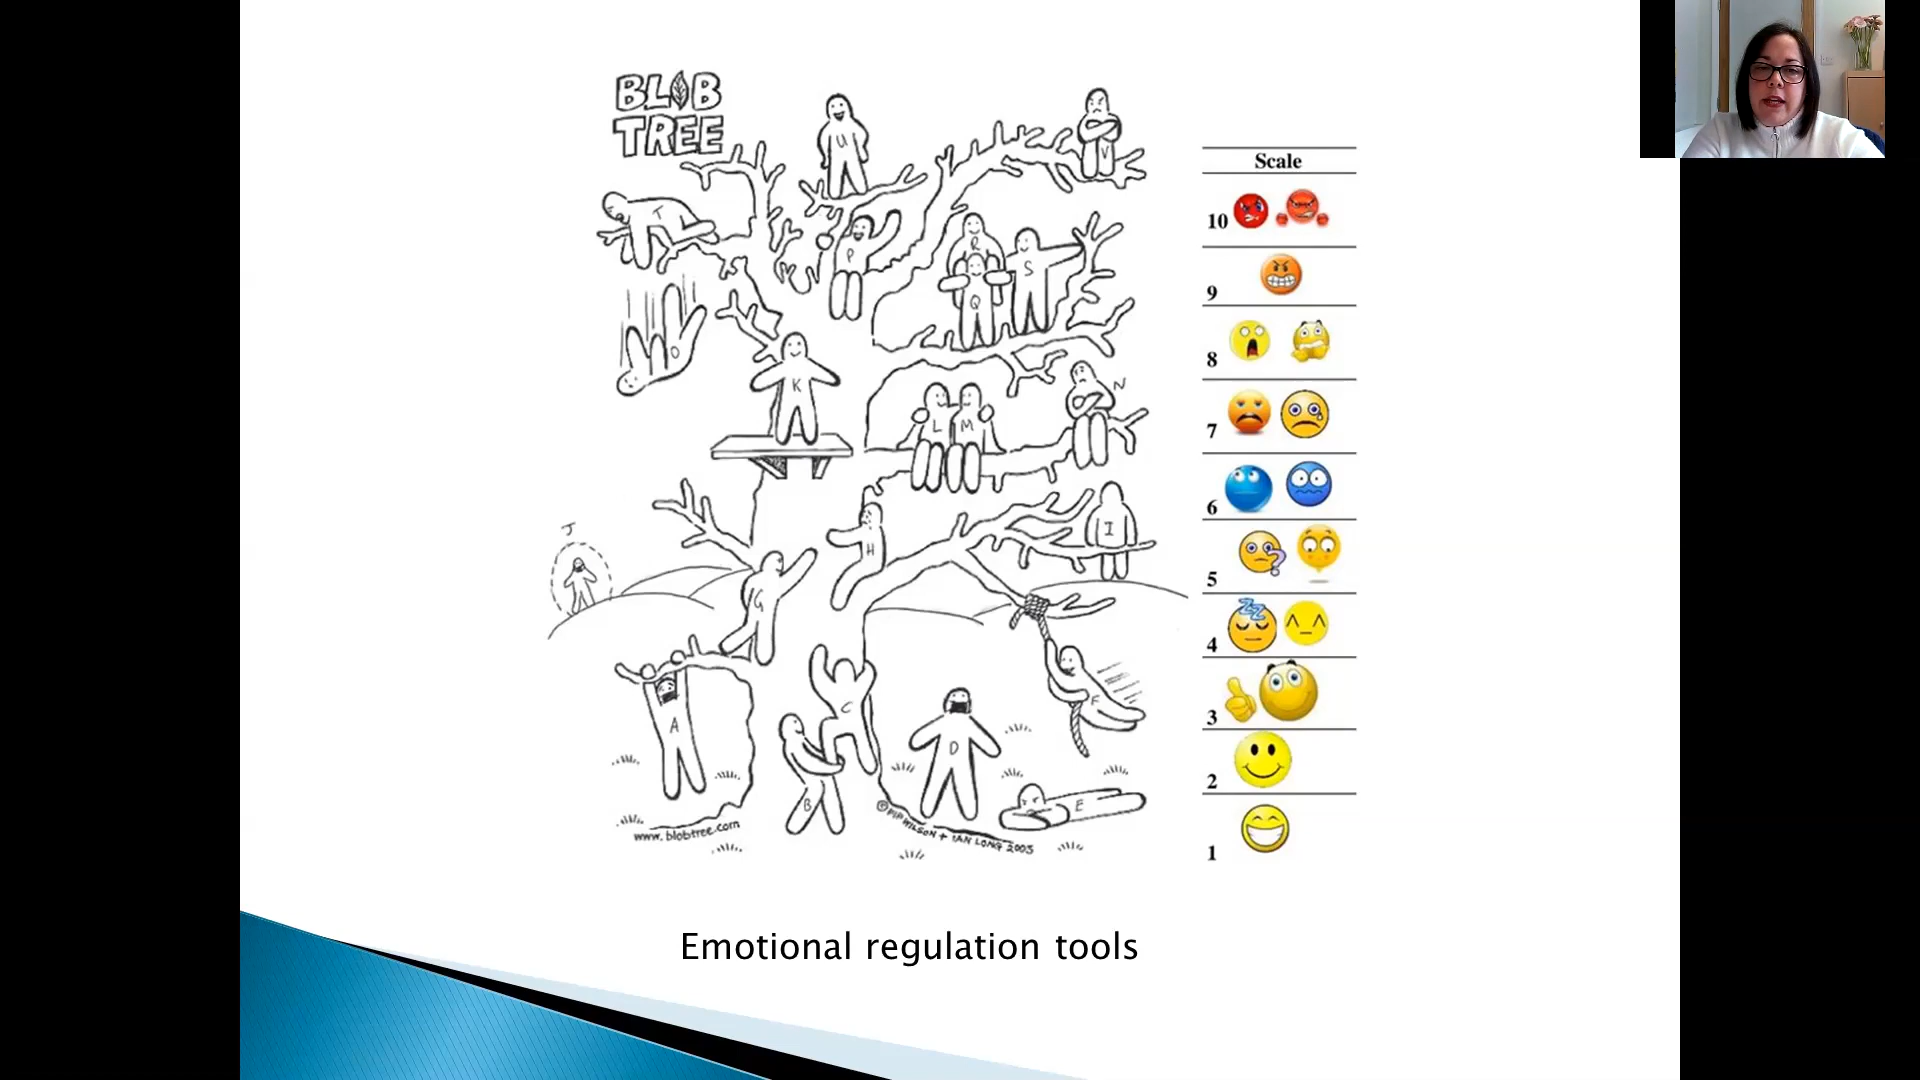 BLOB
TREE
U
V
T
P
R
S
Q
O
K
N
L
M
J
H
I
G
A
C
F
B
D
E
www.blobtree.com
© PIP WILSON + IAN LONG 2003
Scale
10
9
8
7
6
5
?
zz
4
3
2
1
Emotional regulation tools